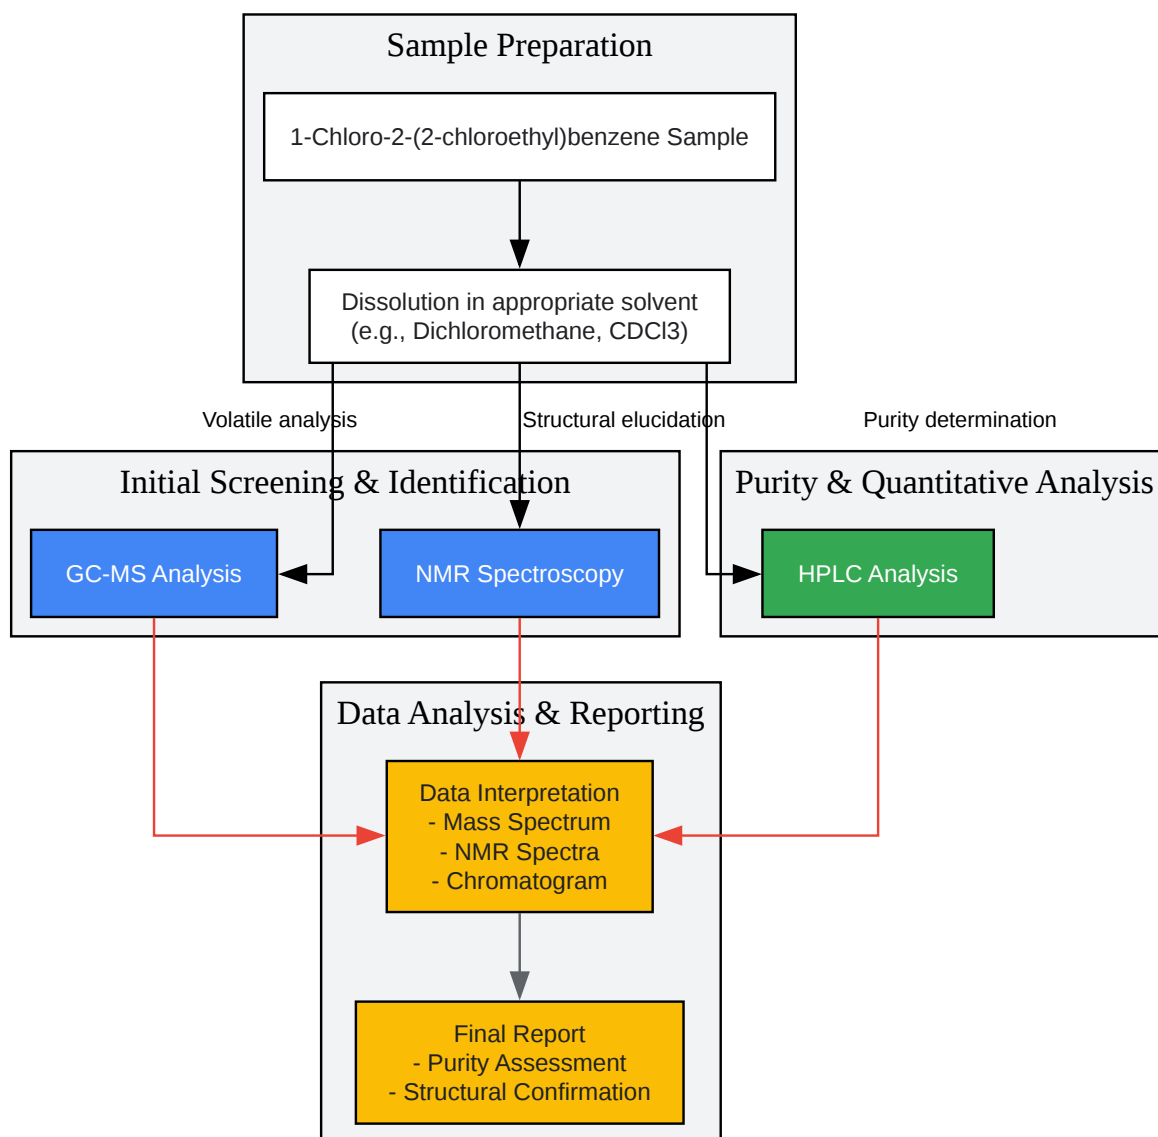 Sample Preparation
1-Chloro-2-(2-chloroethyl)benzene Sample
Dissolution in appropriate solvent
(e.g., Dichloromethane, CDCl3)
Volatile analysis
Structural elucidation
Purity determination
Initial Screening & Identification
Purity & Quantitative Analysis
GC-MS Analysis
NMR Spectroscopy
HPLC Analysis
Data Analysis & Reporting
Data Interpretation
- Mass Spectrum
- NMR Spectra
- Chromatogram
Final Report
- Purity Assessment
- Structural Confirmation